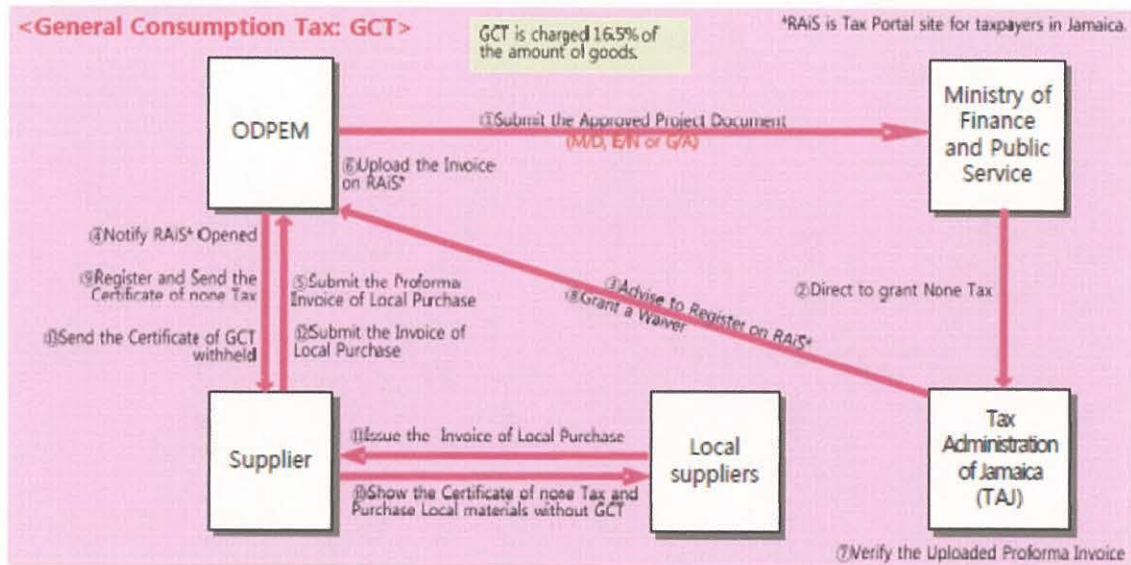 <General Consumption Tax: GCT>
GCT is charged 16.5% of
the amount of goods.
*RAiS is Tax Portal site for taxpayers in Jamaica.
ODPEM
①Submit the Approved Project Document
(M/D, E/N or G/A)
Ministry of
Finance
and Public
Service
⑥Upload the Invoice
on RAiS*
④Notify RAiS* Opened
⑨Register and Send the
Certificate of none Tax
⑬Send the Certificate of GCT
withheld
⑤Submit the Proforma
Invoice of Local Purchase
⑫Submit the Invoice of
Local Purchase
③Advise to Register on RAiS*
⑧Grant a Waiver
②Direct to grant None Tax
Supplier
⑪Issue the Invoice of Local Purchase
⑩Show the Certificate of none Tax and
Purchase Local materials without GCT
Local
suppliers
Tax
Administration
of Jamaica
(TAJ)
⑦Verify the Uploaded Proforma Invoice